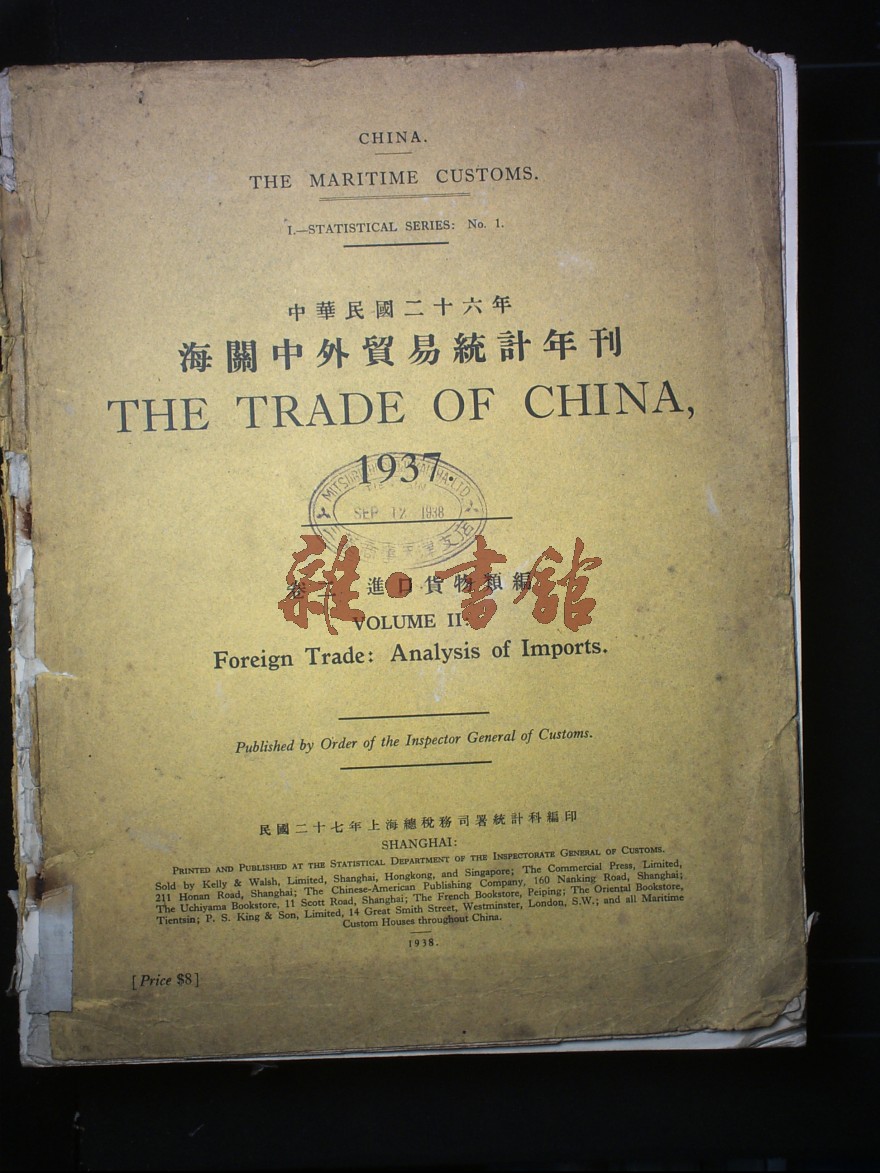 CHINA.
THE MARITIME CUSTOMS.
I.—STATISTICAL SERIES: No. 1.
中華民國二十六年
海關中外貿易統計年刊
THE TRADE OF CHINA,
1937.
SEP 12 1938
雜·書館
卷二 進口貨物類編
VOLUME II.
Foreign Trade: Analysis of Imports.
Published by Order of the Inspector General of Customs.
民國二十七年上海總稅務司署統計科編印
SHANGHAI:
PRINTED AND PUBLISHED AT THE STATISTICAL DEPARTMENT OF THE INSPECTORATE GENERAL OF CUSTOMS.
Sold by Kelly & Walsh, Limited, Shanghai, Hongkong, and Singapore; The Commercial Press, Limited,
211 Honan Road, Shanghai; The Chinese-American Publishing Company, 160 Nanking Road, Shanghai;
The Uchiyama Bookstore, 11 Scott Road, Shanghai; The French Bookstore, Peiping; The Oriental Bookstore,
Tientsin; P. S. King & Son, Limited, 14 Great Smith Street, Westminster, London, S.W.; and all Maritime
Custom Houses throughout China.
1938.
[Price $8]